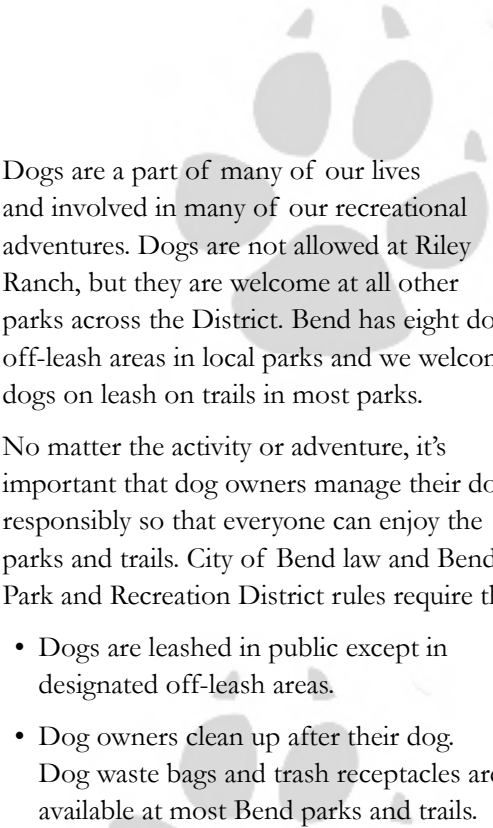 Dogs are a part of many of our lives
and involved in many of our recreational
adventures. Dogs are not allowed at Riley
Ranch, but they are welcome at all other
parks across the District. Bend has eight do
off-leash areas in local parks and we welcon
dogs on leash on trails in most parks.
No matter the activity or adventure, it's
important that dog owners manage their do
responsibly so that everyone can enjoy the
parks and trails. City of Bend law and Bend
Park and Recreation District rules require th
• Dogs are leashed in public except in
designated off-leash areas.
• Dog owners clean up after their dog.
Dog waste bags and trash receptacles are
available at most Bend parks and trails.